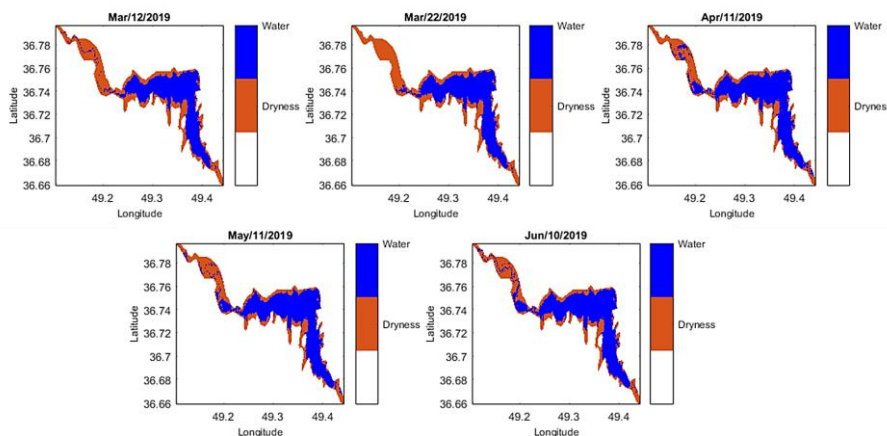 Mar/12/2019
Water
Dryness
36.78
36.76
36.74
36.72
36.7
36.68
36.66
Latitude
49.2 49.3 49.4
Longitude
Mar/22/2019
Water
Dryness
36.78
36.76
36.74
36.72
36.7
36.68
36.66
Latitude
49.2 49.3 49.4
Longitude
Apr/11/2019
Water
Dryness
36.78
36.76
36.74
36.72
36.7
36.68
36.66
Latitude
49.2 49.3 49.4
Longitude
May/11/2019
Water
Dryness
36.78
36.76
36.74
36.72
36.7
36.68
36.66
Latitude
49.2 49.3 49.4
Longitude
Jun/10/2019
Water
Dryness
36.78
36.76
36.74
36.72
36.7
36.68
36.66
Latitude
49.2 49.3 49.4
Longitude